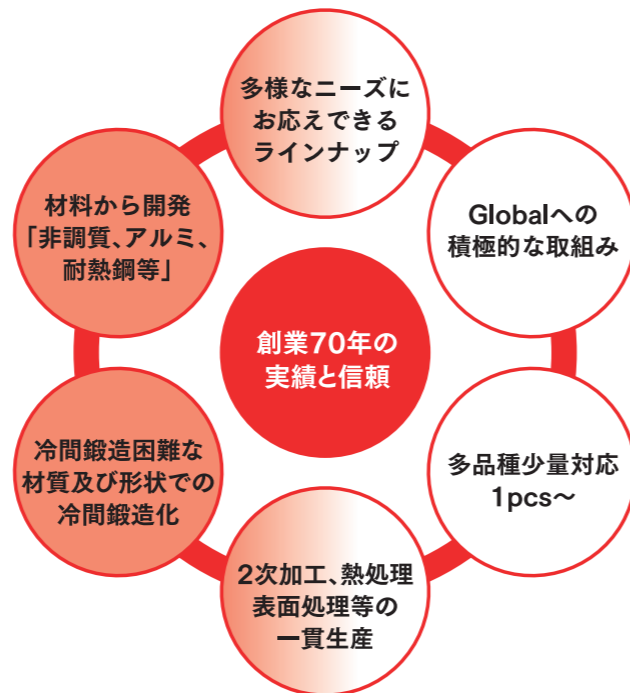 多様なニーズに
お応えできる
ラインナップ
材料から開発
「非調質、アルミ、
耐熱鋼等」
Globalへの
積極的な取組み
創業70年の
実績と信頼
冷間鍛造困難な
材質及び形状での
冷間鍛造化
多品種少量対応
1pcs〜
2次加工、熱処理
表面処理等の
一貫生産